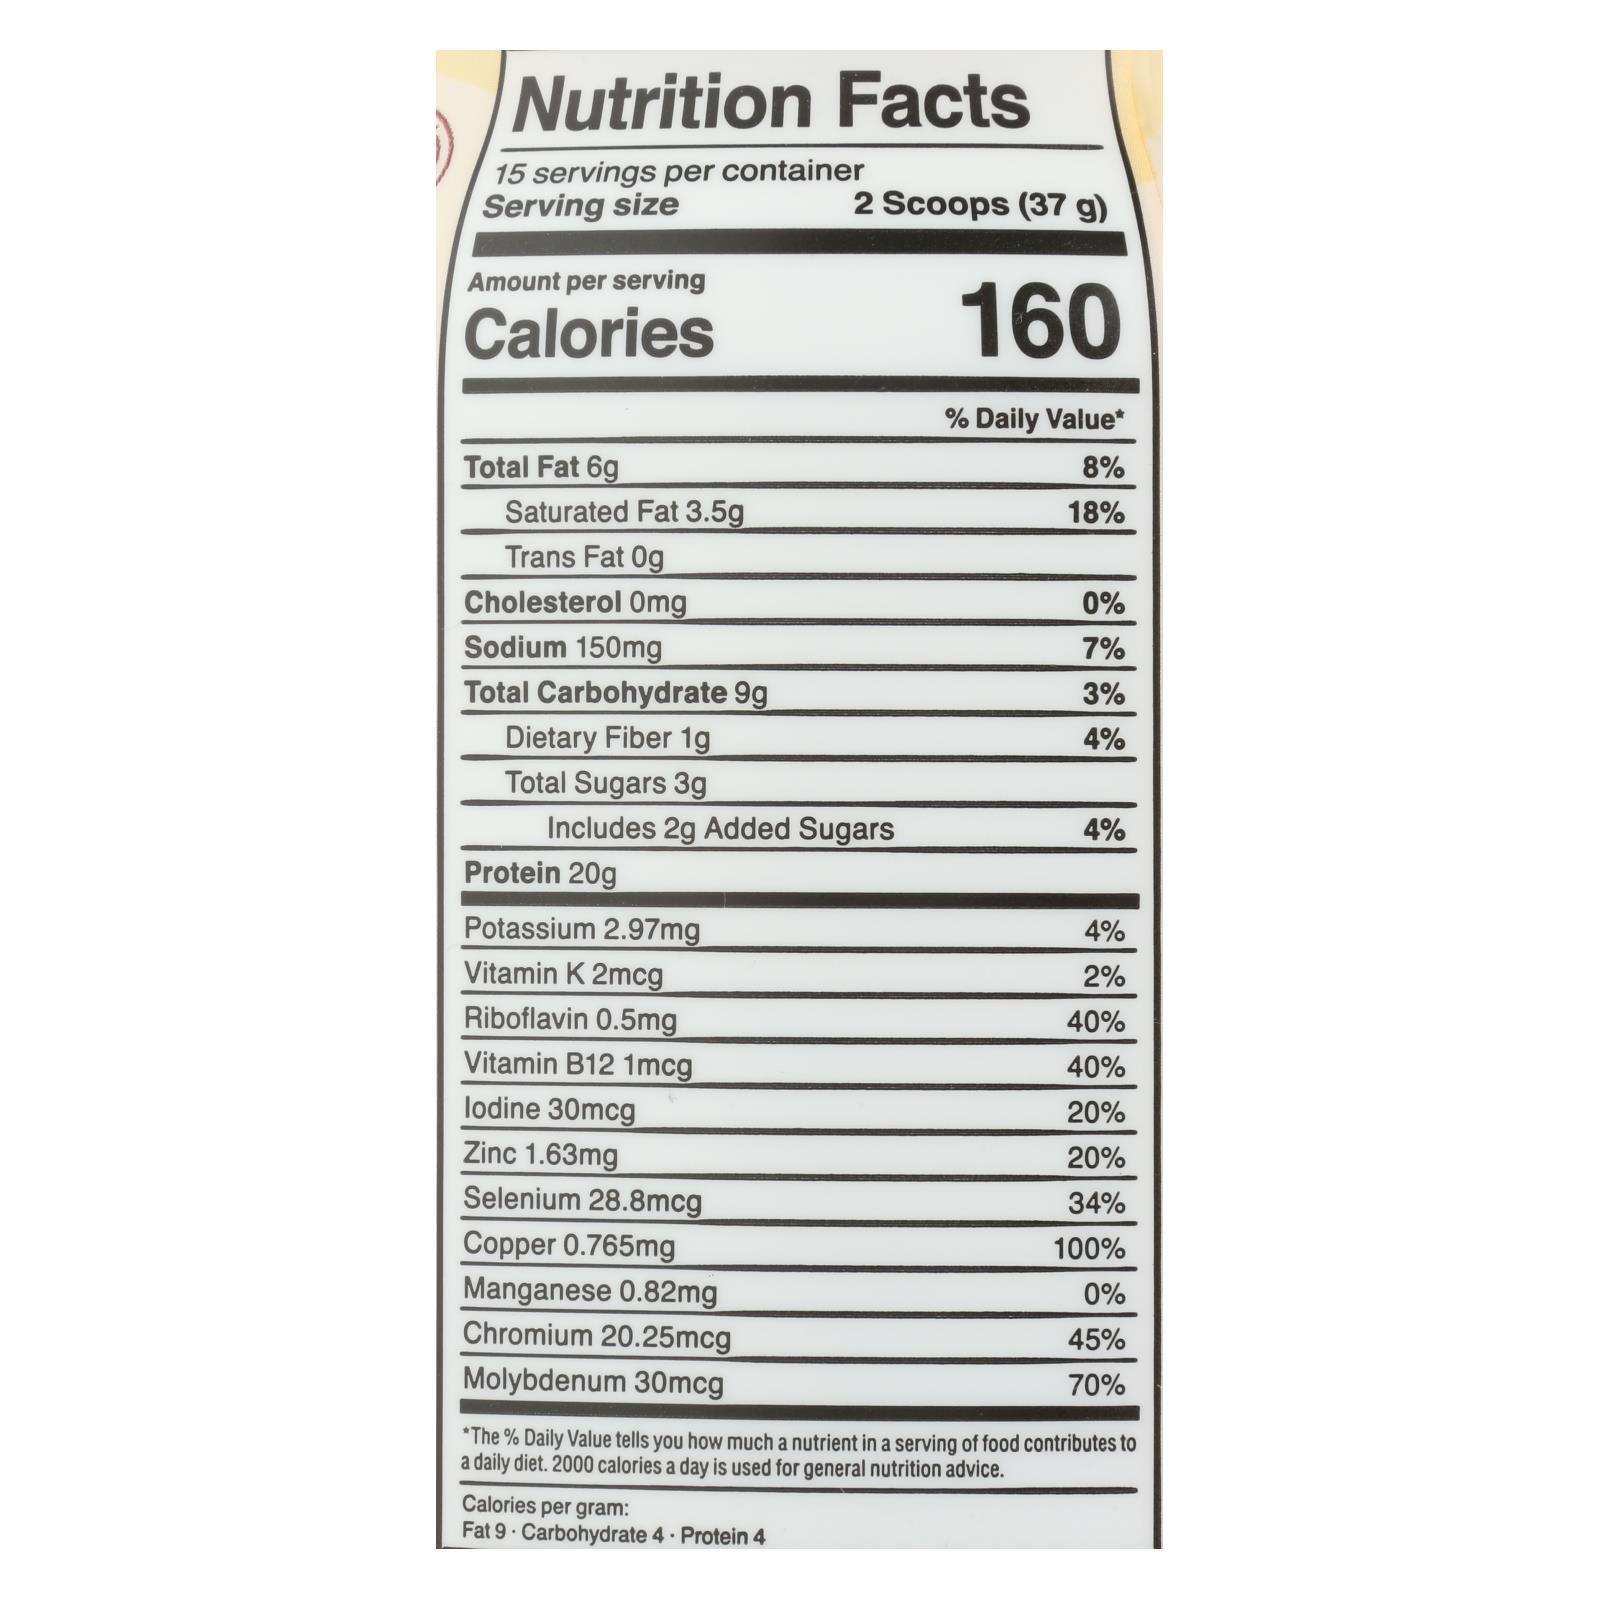 Nutrition Facts
15 servings per container
Serving size 2 Scoops (37 g)
Amount per serving
Calories 160
% Daily Value*
Total Fat 6g 8%
Saturated Fat 3.5g 18%
Trans Fat 0g
Cholesterol 0mg 0%
Sodium 150mg 7%
Total Carbohydrate 9g 3%
Dietary Fiber 1g 4%
Total Sugars 3g
Includes 2g Added Sugars 4%
Protein 20g
Potassium 2.97mg 4%
Vitamin K 2mcg 2%
Riboflavin 0.5mg 40%
Vitamin B12 1mcg 40%
Iodine 30mcg 20%
Zinc 1.63mg 20%
Selenium 28.8mcg 34%
Copper 0.765mg 100%
Manganese 0.82mg 0%
Chromium 20.25mcg 45%
Molybdenum 30mcg 70%
*The % Daily Value tells you how much a nutrient in a serving of food contributes to
a daily diet. 2000 calories a day is used for general nutrition advice.
Calories per gram:
Fat 9 · Carbohydrate 4 · Protein 4